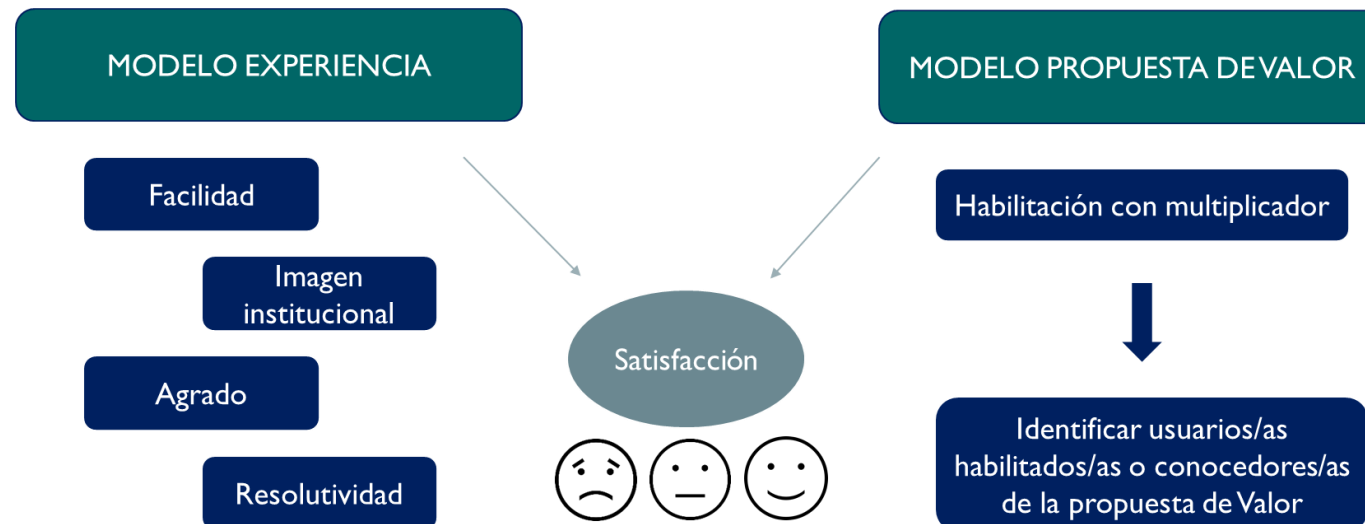 MODELO EXPERIENCIA
Facilidad
Imagen
institucional
Agrado
Resolutividad
Satisfacción
MODELO PROPUESTA DE VALOR
Habilitación con multiplicador
Identificar usuarios/as
habilitados/as o conocedores/as
de la propuesta de Valor